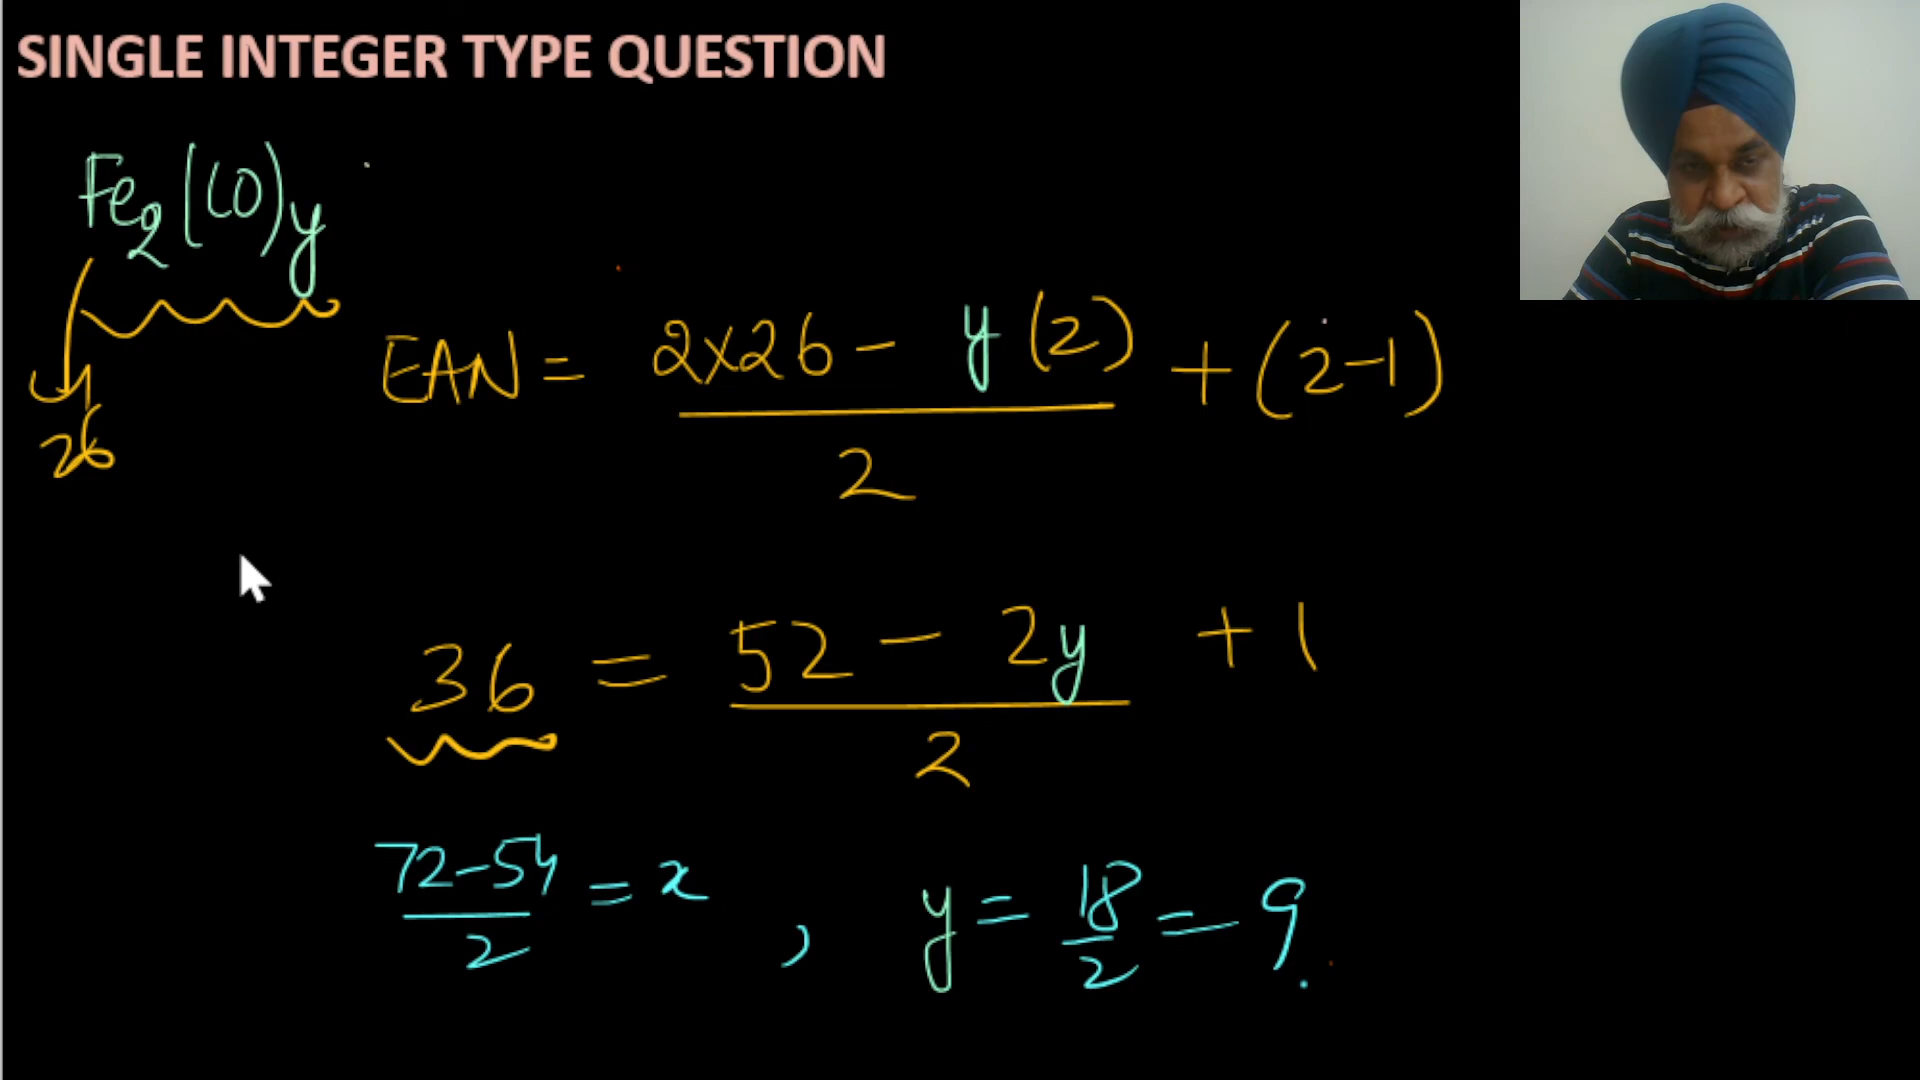 SINGLE INTEGER TYPE QUESTION
Fe2(CO)y
26
EAN = 2x26 - y(2) / 2 + (2-1)
36 = 52 - 2y / 2 + 1
72-54 / 2 = x , y = 18/2 = 9.